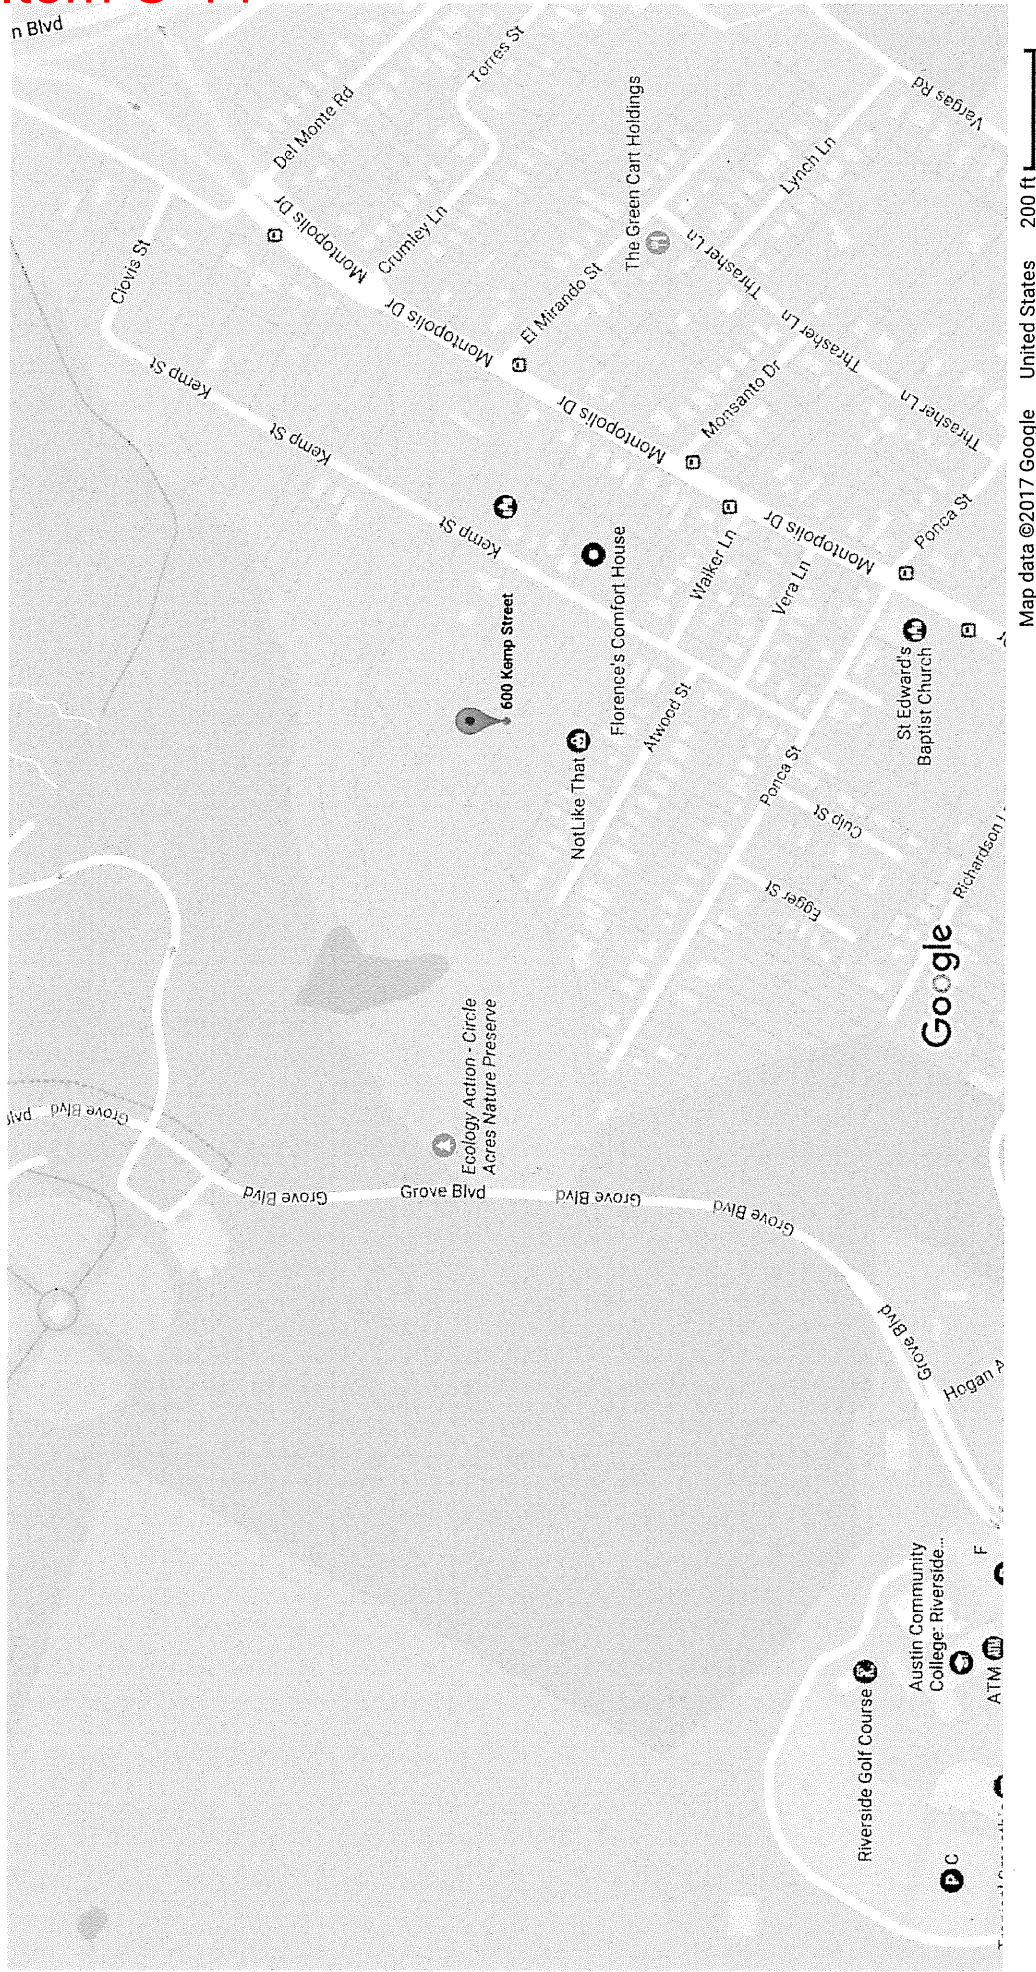 n Blvd
Del Monte Rd
Torres St
Vargas Rd
Lynch Ln
The Green Cart Holdings
Clovis St
Montopolis Dr
Crumley Ln
Montopolis Dr
El Mirando St
Thrasher Ln
Thrasher Ln
Thrasher Ln
Kemp St
Kemp St
Kemp St
Montopolis Dr
Monsanto Dr
600 Kemp Street
Florence's Comfort House
Walker Ln
Vera Ln
Montopolis Dr
Ponca St
St Edward's
Baptist Church
NotLike That
Atwood St
Ponca St
Culp St
Egger St
Richardson
Google
Ecology Action - Circle
Acres Nature Preserve
lvd
Grove Blvd
Grove Blvd
Grove Blvd
Grove Blvd
Grove Blvd
Grove Blvd
Hogan A
Riverside Golf Course
Austin Community
College: Riverside...
F
ATM
P C
Map data ©2017 Google United States 200 ft